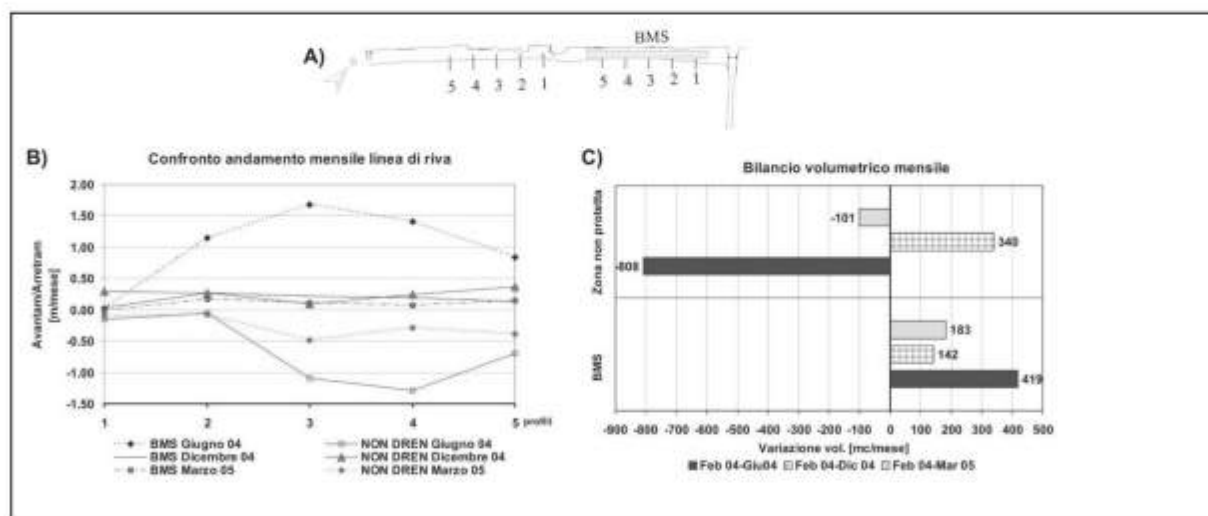 A)
BMS
5 4 3 2 1 5 4 3 2 1
B)
Confronto andamento mensile linea di riva
Avantam/Arretram
[m/mese]
2.00
1.50
1.00
0.50
0.00
-0.50
-1.00
-1.50
1 2 3 4 5 profili
BMS Giugno 04 NON DREN Giugno 04
BMS Dicembre 04 NON DREN Dicembre 04
BMS Marzo 05 NON DREN Marzo 05
C)
Bilancio volumetrico mensile
Zona non protetta
-101
340
-808
BMS
183
142
419
-900 -800 -700 -600 -500 -400 -300 -200 -100 0 100 200 300 400 500
Variazione vol. [mc/mese]
Feb 04-Giu04 Feb 04-Dic 04 Feb 04-Mar 05